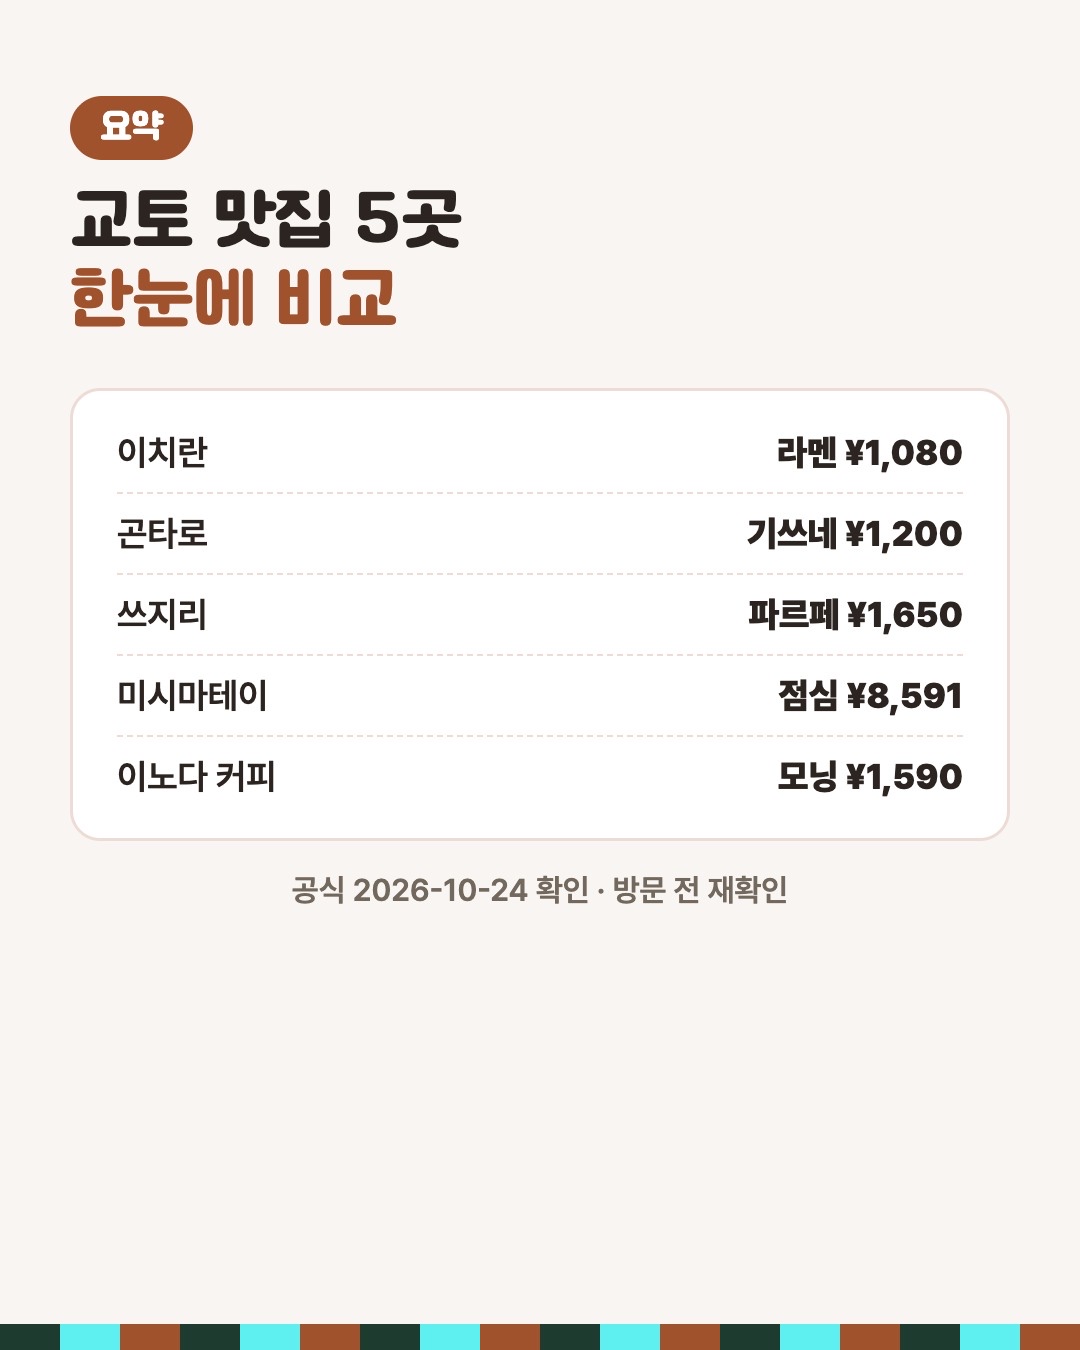 요약
교토 맛집 5곳
한눈에 비교
이치란 라멘 ¥1,080
곤타로 기쓰네 ¥1,200
쓰지리 파르페 ¥1,650
미시마테이 점심 ¥8,591
이노다 커피 모닝 ¥1,590
공식 2026-10-24 확인 · 방문 전 재확인